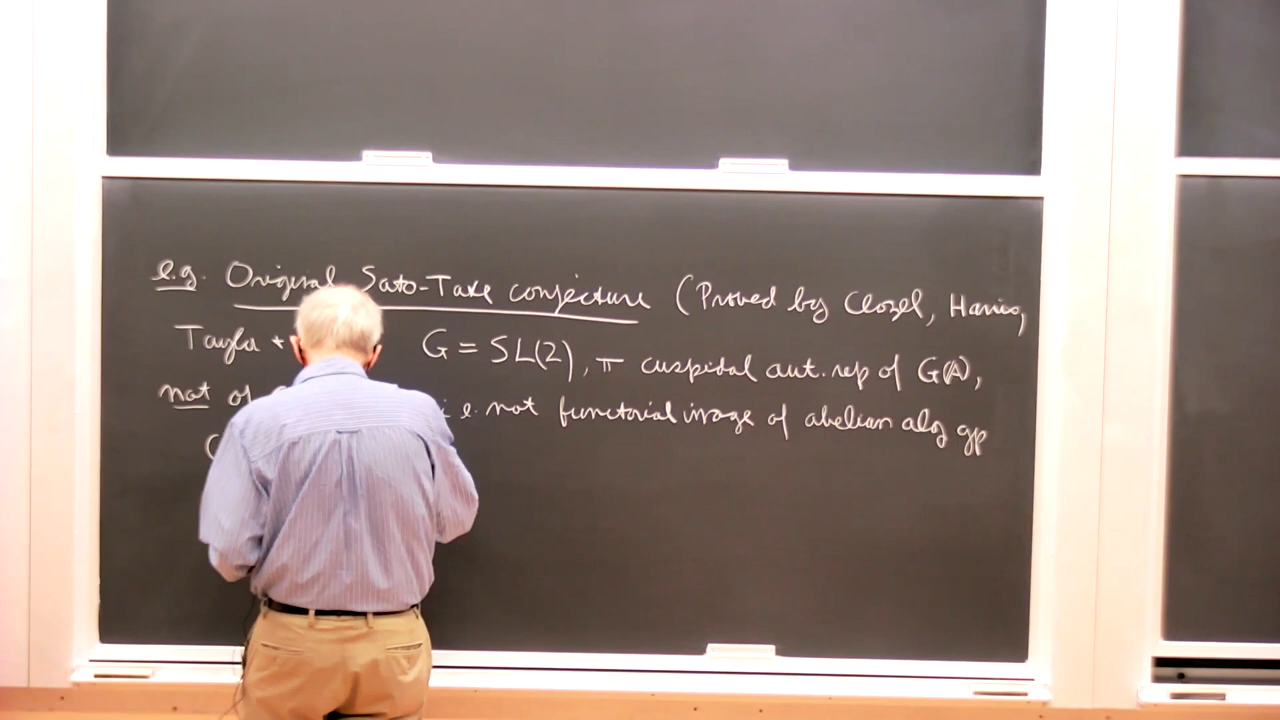 e.g. Original Sato-Tate conjecture (Proved by Clozel, Harris,
Taylor + G = SL(2), π cuspidal aut. rep of G(𝔸),
not of i.e. not functorial image of abelian alg gp